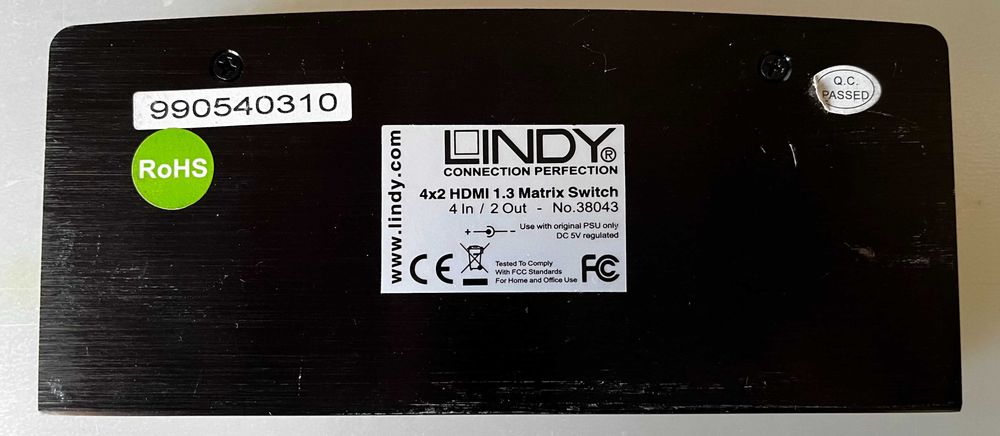 990540310
RoHS
Q.C.
PASSED
www.lindy.com
LINDY®
CONNECTION PERFECTION
4x2 HDMI 1.3 Matrix Switch
4 In / 2 Out - No.38043
+ - Use with original PSU only
DC 5V regulated
CE
Tested To Comply
With FCC Standards
For Home and Office Use
FC